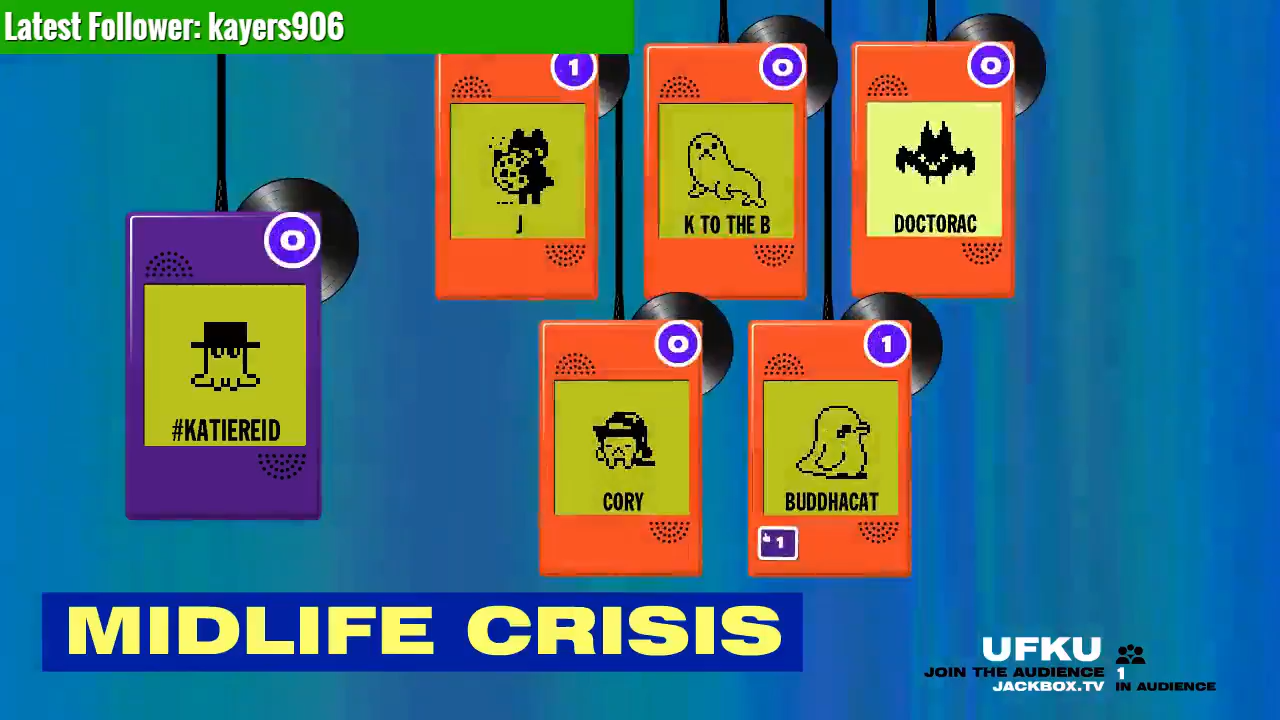 Latest Follower: kayers906
1
0
0
J
K TO THE B
DOCTORAC
0
#KATIEREID
0
1
CORY
BUDDHACAT
1
MIDLIFE CRISIS
UFKU
JOIN THE AUDIENCE
JACKBOX.TV
1
IN AUDIENCE